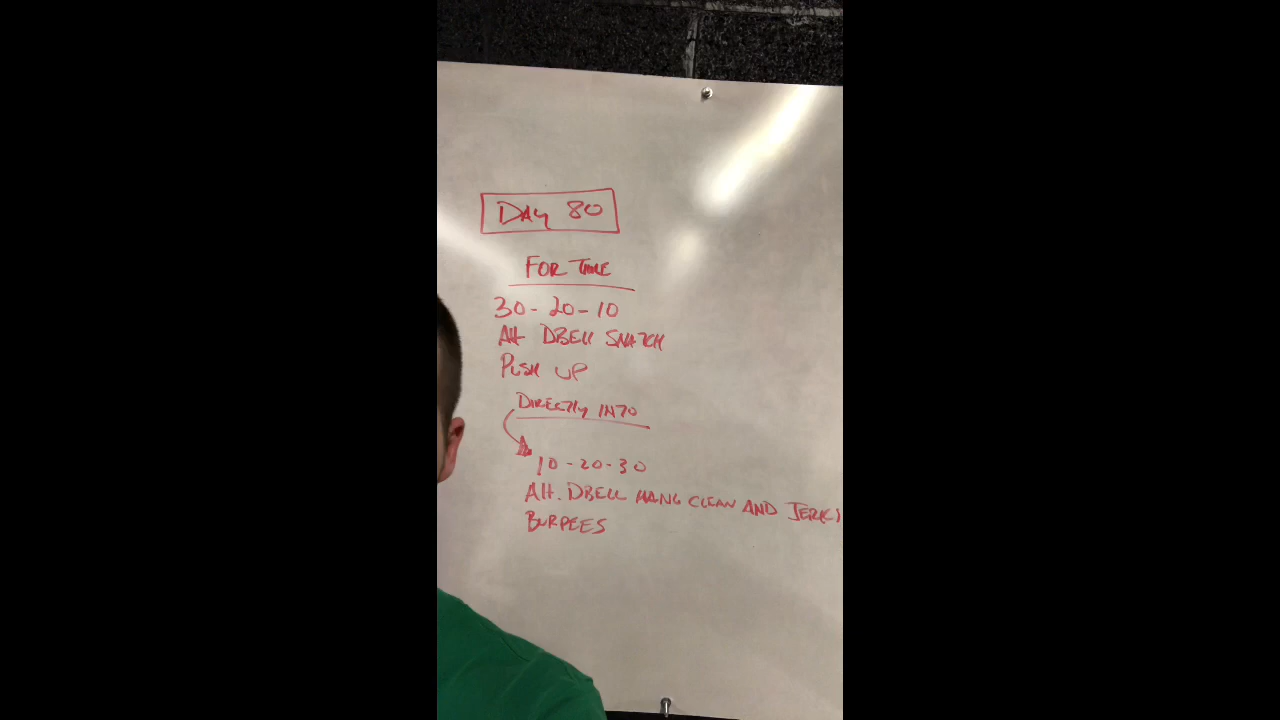 DAy 80
FOR TIME
30-20-10
Alt DBEll SNATCH
PUSH UP
DIRECTly INTO
10-20-30
Alt. DBELL HANG CLEAN AND JERKS
BURPEES